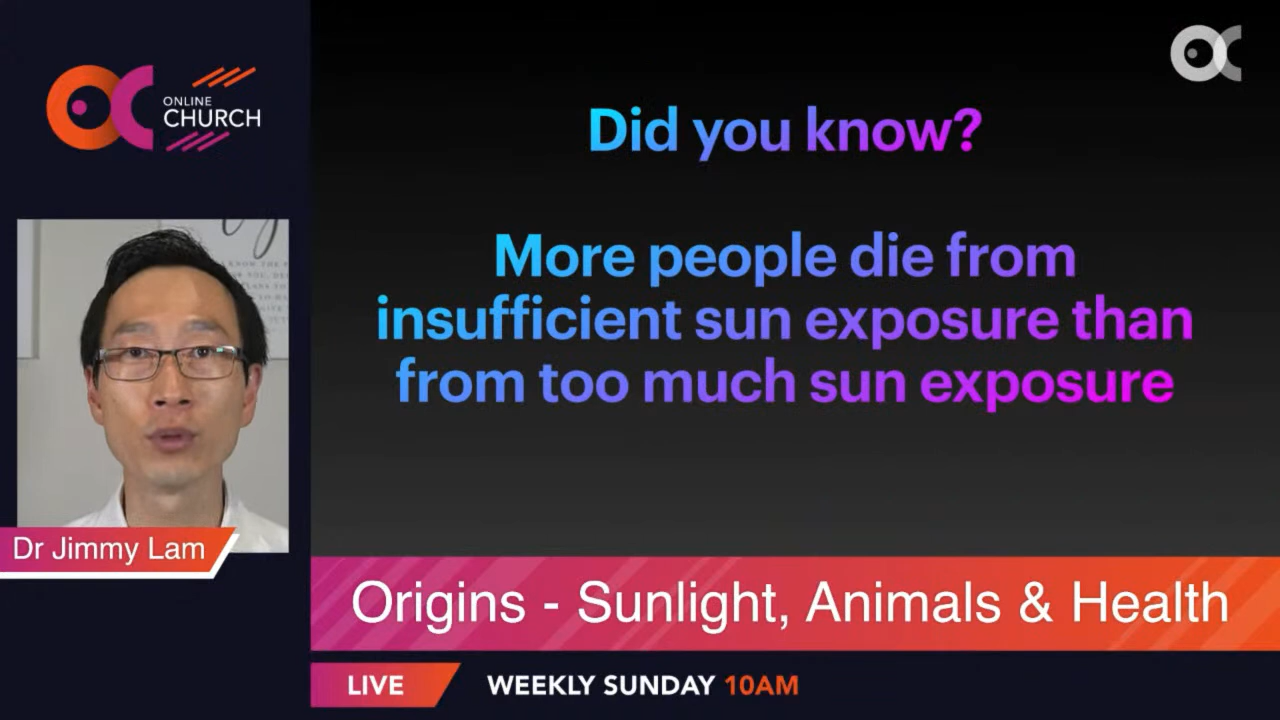 ONLINE
CHURCH
Did you know?
More people die from
insufficient sun exposure than
from too much sun exposure
Dr Jimmy Lam
Origins - Sunlight, Animals & Health
LIVE
WEEKLY SUNDAY 10AM